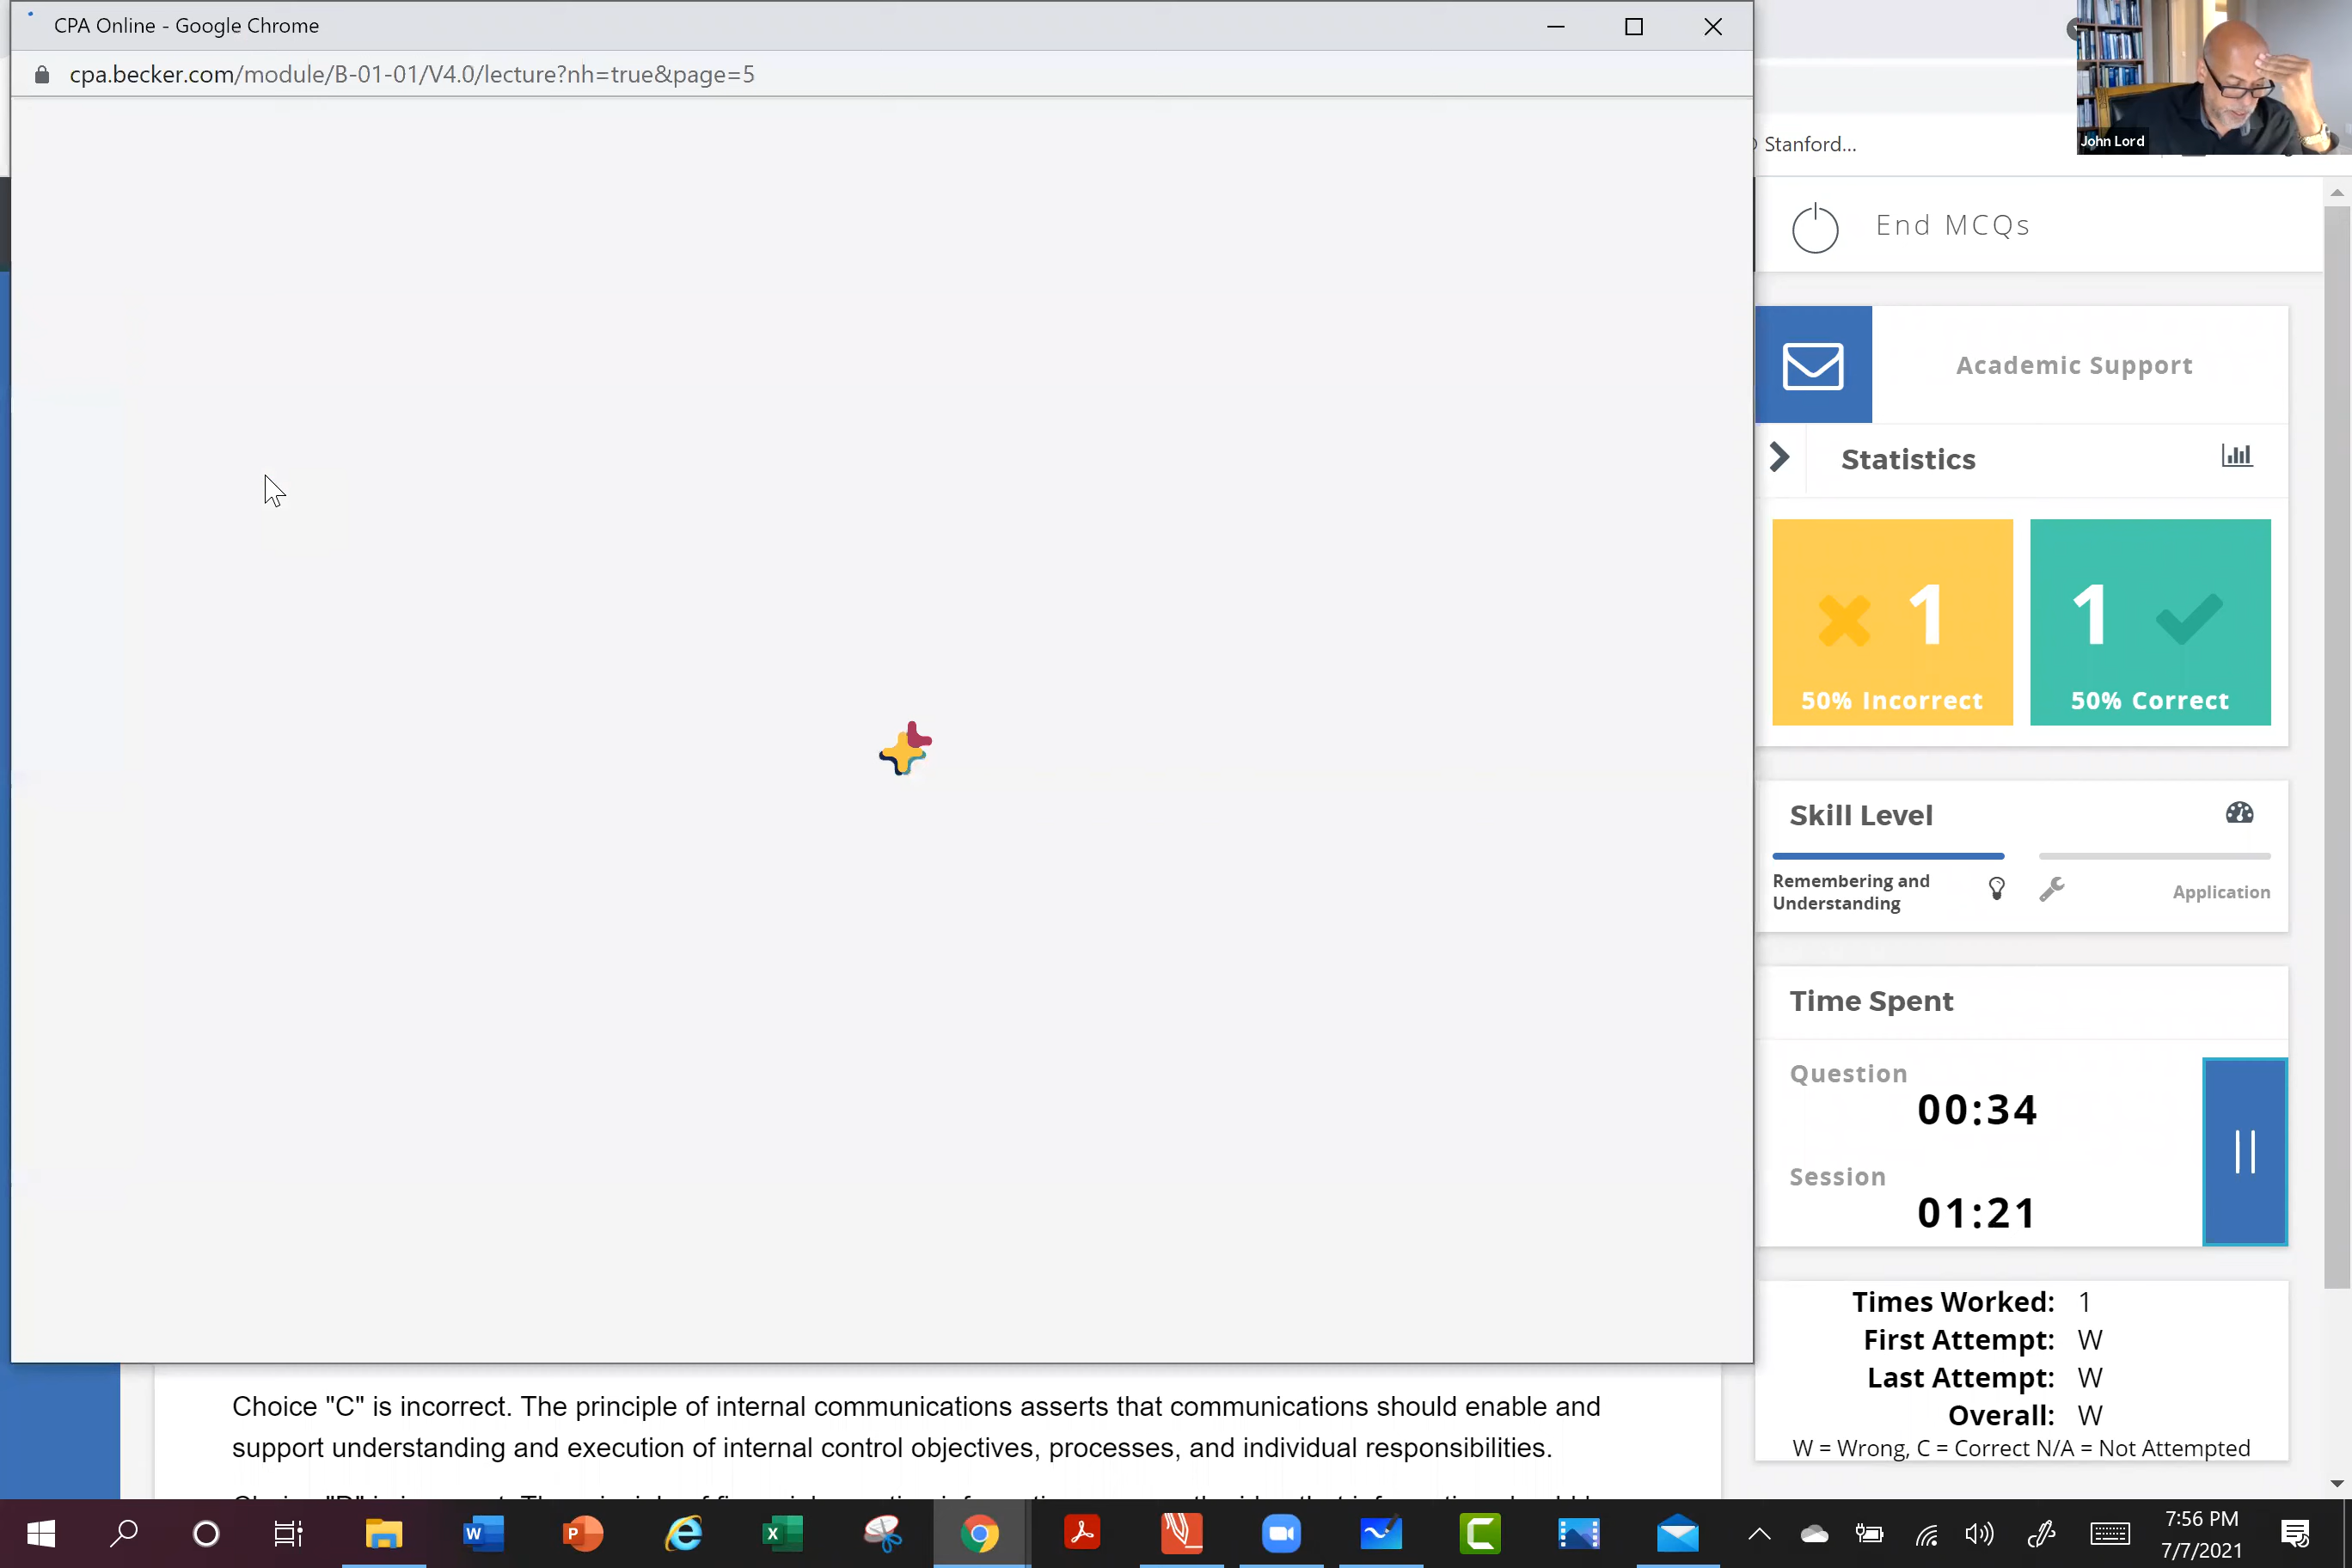 CPA Online - Google Chrome
cpa.becker.com/module/B-01-01/V4.0/lecture?nh=true&page=5
John Lord
Stanford...
End MCQs
Academic Support
Statistics
1
50% Incorrect
1
50% Correct
Skill Level
Remembering and
Understanding
Application
Time Spent
Question
00:34
Session
01:21
Times Worked: 1
First Attempt: W
Last Attempt: W
Overall: W
W = Wrong, C = Correct N/A = Not Attempted
Choice "C" is incorrect. The principle of internal communications asserts that communications should enable and
support understanding and execution of internal control objectives, processes, and individual responsibilities.
7:56 PM
7/7/2021